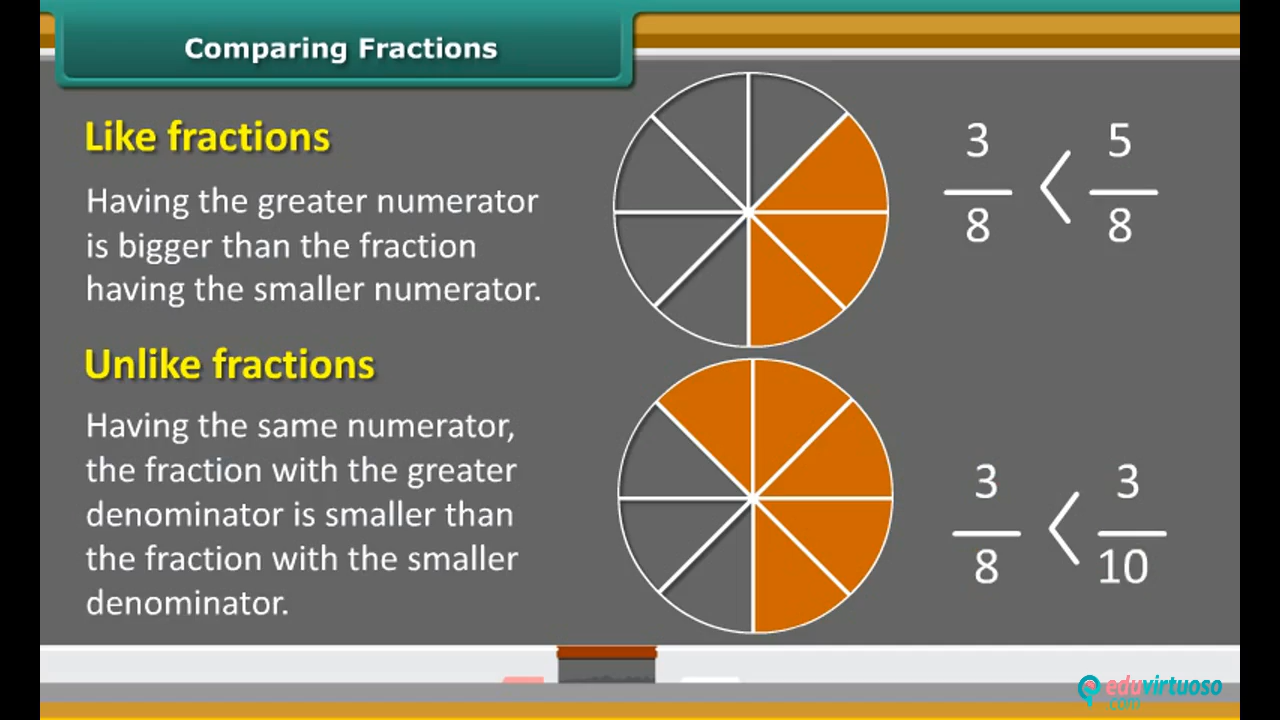 Comparing Fractions
Like fractions
Having the greater numerator
is bigger than the fraction
having the smaller numerator.
3/8 < 5/8
Unlike fractions
Having the same numerator,
the fraction with the greater
denominator is smaller than
the fraction with the smaller
denominator.
3/8 < 3/10
eduvirtuoso
.com